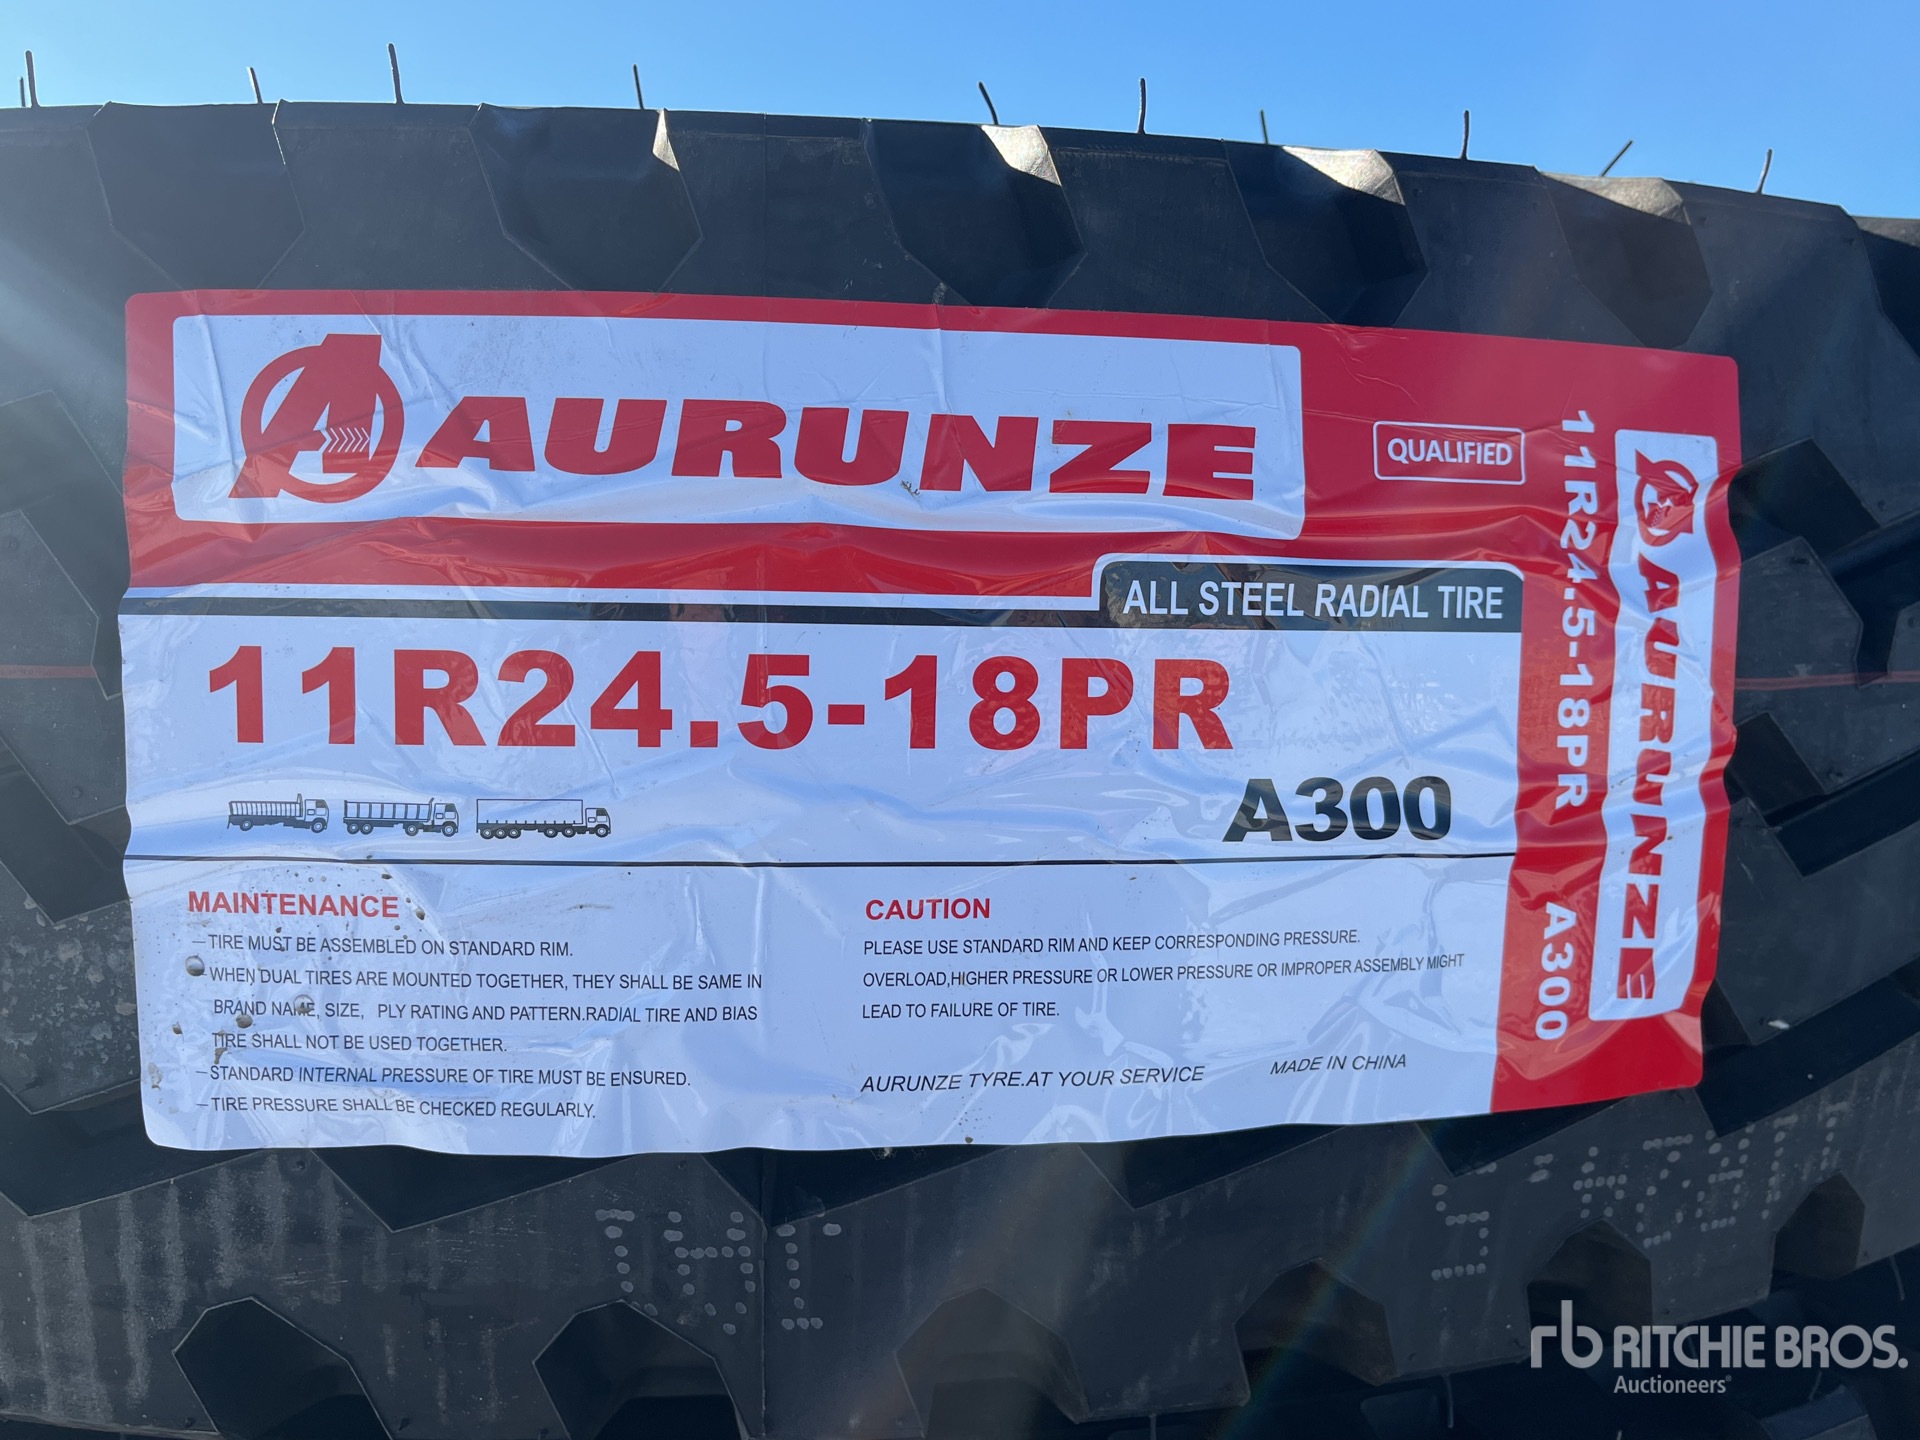 AURUNZE
QUALIFIED
ALL STEEL RADIAL TIRE
11R24.5-18PR
A300
MAINTENANCE
—TIRE MUST BE ASSEMBLED ON STANDARD RIM.
—WHEN DUAL TIRES ARE MOUNTED TOGETHER, THEY SHALL BE SAME IN
BRAND NAME, SIZE, PLY RATING AND PATTERN.RADIAL TIRE AND BIAS
TIRE SHALL NOT BE USED TOGETHER.
—STANDARD INTERNAL PRESSURE OF TIRE MUST BE ENSURED.
—TIRE PRESSURE SHALL BE CHECKED REGULARLY.
CAUTION
PLEASE USE STANDARD RIM AND KEEP CORRESPONDING PRESSURE.
OVERLOAD,HIGHER PRESSURE OR LOWER PRESSURE OR IMPROPER ASSEMBLY MIGHT
LEAD TO FAILURE OF TIRE.
AURUNZE TYRE.AT YOUR SERVICE
MADE IN CHINA
11R24.5-18PR A300
AURUNZE
rb RITCHIE BROS.
Auctioneers